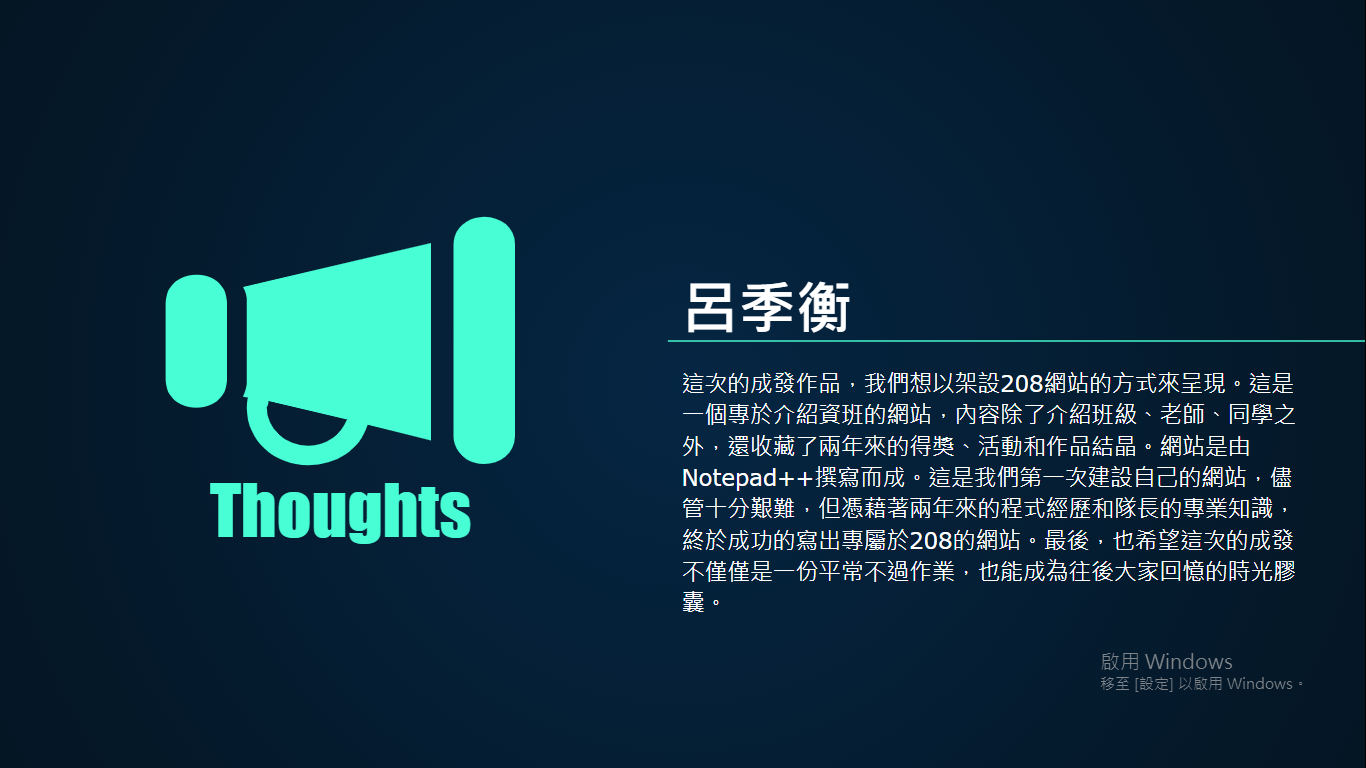 Thoughts
呂季衡
這次的成發作品，我們想以架設208網站的方式來呈現。這是
一個專於介紹資班的網站，內容除了介紹班級、老師、同學之
外，還收藏了兩年來的得獎、活動和作品結晶。網站是由
Notepad++撰寫而成。這是我們第一次建設自己的網站，儘
管十分艱難，但憑藉著兩年來的程式經歷和隊長的專業知識，
終於成功的寫出專屬於208的網站。最後，也希望這次的成發
不僅僅是一份平常不過作業，也能成為往後大家回憶的時光膠
囊。
啟用 Windows
移至 [設定] 以啟用 Windows。